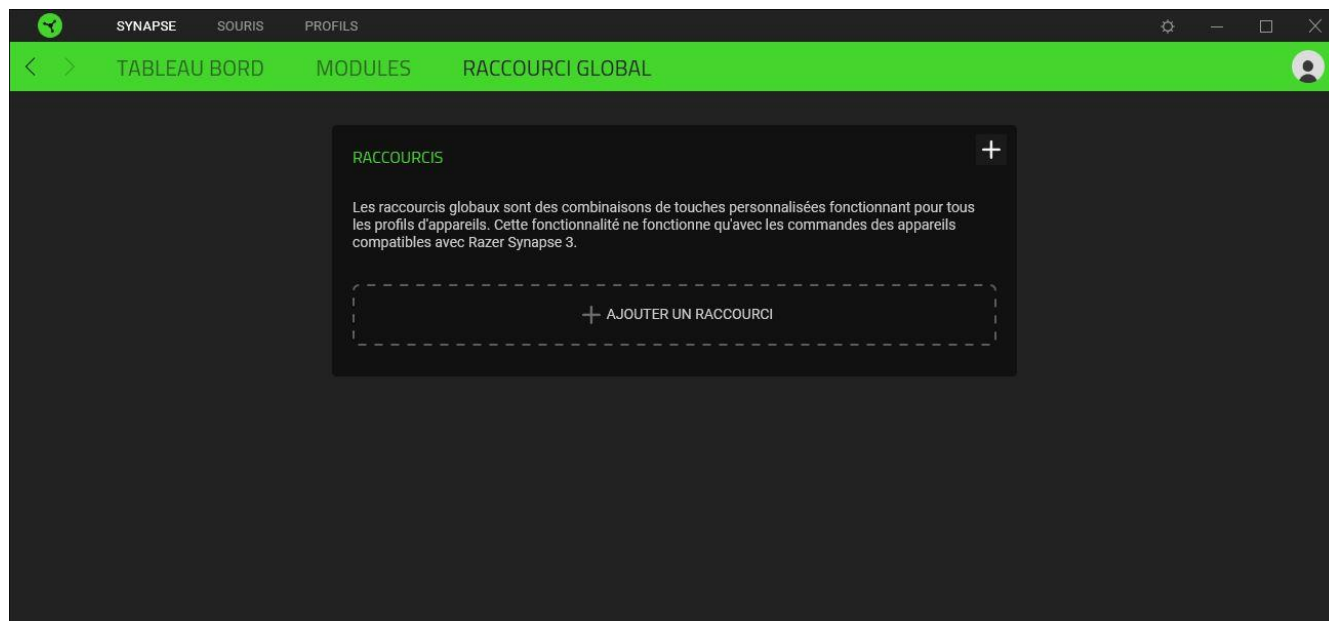 SYNAPSE SOURIS PROFILS
TABLEAU BORD MODULES RACCOURCI GLOBAL
RACCOURCIS
Les raccourcis globaux sont des combinaisons de touches personnalisées fonctionnant pour tous
les profils d'appareils. Cette fonctionnalité ne fonctionne qu'avec les commandes des appareils
compatibles avec Razer Synapse 3.
AJOUTER UN RACCOURCI